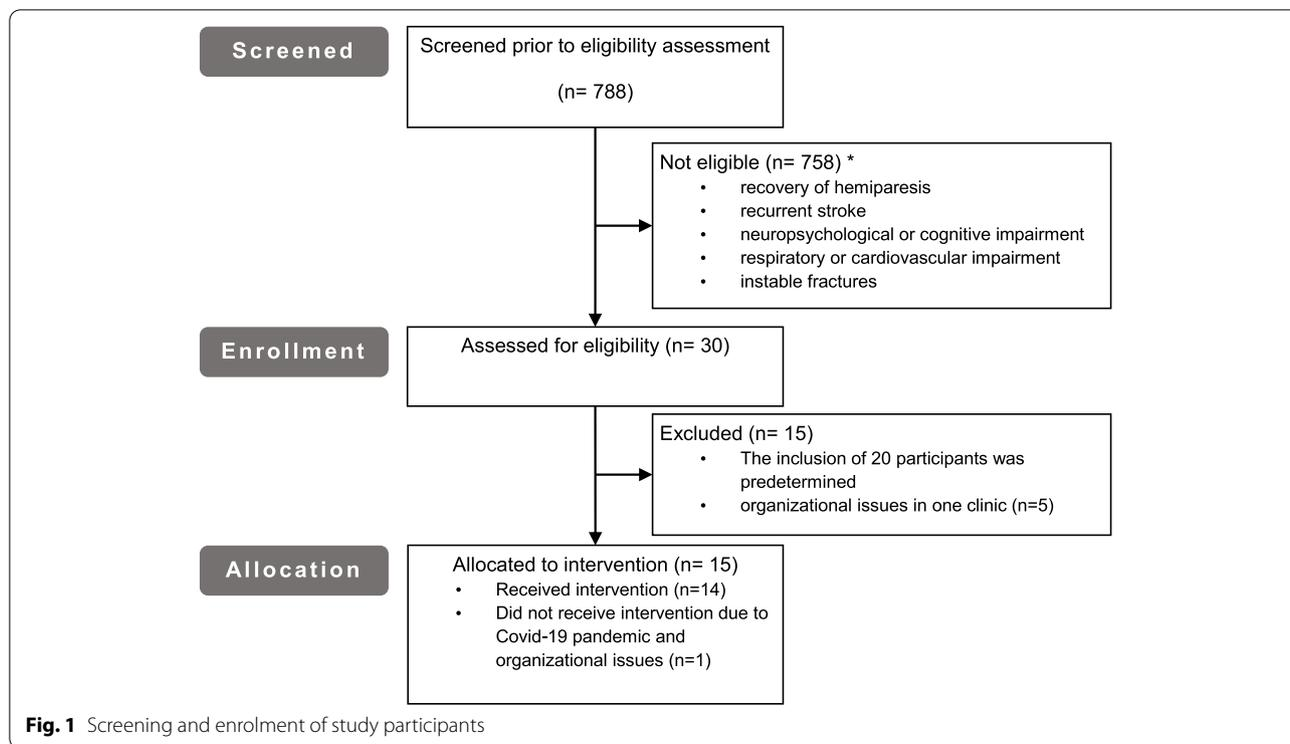 Screened
Screened prior to eligibility assessment
(n= 788)
Not eligible (n= 758) *
• recovery of hemiparesis
• recurrent stroke
• neuropsychological or cognitive impairment
• respiratory or cardiovascular impairment
• instable fractures
Enrollment
Assessed for eligibility (n= 30)
Excluded (n= 15)
• The inclusion of 20 participants was
predetermined
• organizational issues in one clinic (n=5)
Allocation
Allocated to intervention (n= 15)
• Received intervention (n=14)
• Did not receive intervention due to
Covid-19 pandemic and
organizational issues (n=1)
Fig. 1 Screening and enrolment of study participants